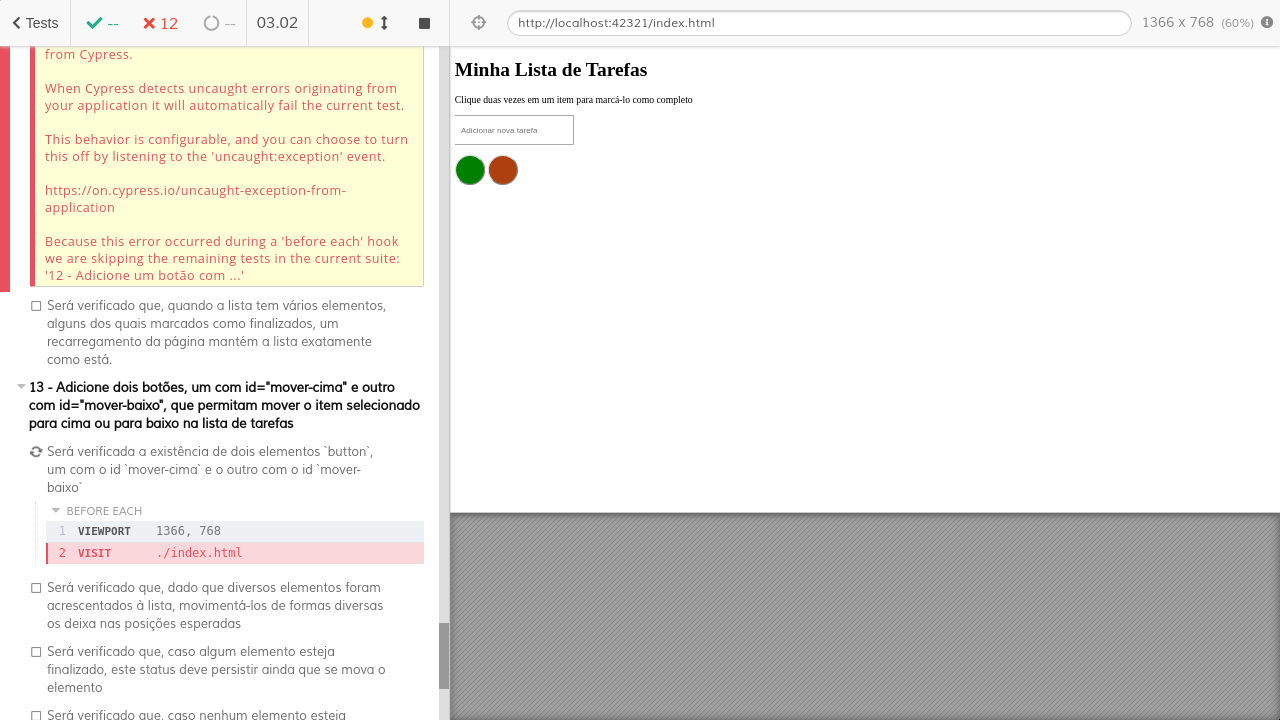 Tests
--
12
--
03.02
http://localhost:42321/index.html
1366 x 768 (60%)
from Cypress.
When Cypress detects uncaught errors originating from
your application it will automatically fail the current test.
This behavior is configurable, and you can choose to turn
this off by listening to the 'uncaught:exception' event.
https://on.cypress.io/uncaught-exception-from-
application
Because this error occurred during a 'before each' hook
we are skipping the remaining tests in the current suite:
'12 - Adicione um botão com ...'
Será verificado que, quando a lista tem vários elementos,
alguns dos quais marcados como finalizados, um
recarregamento da página mantém a lista exatamente
como está.
13 - Adicione dois botões, um com id="mover-cima" e outro
com id="mover-baixo", que permitam mover o item selecionado
para cima ou para baixo na lista de tarefas
Será verificada a existência de dois elementos `button`,
um com o id `mover-cima` e o outro com o id `mover-
baixo`
BEFORE EACH
1 VIEWPORT 1366, 768
2 VISIT ./index.html
Será verificado que, dado que diversos elementos foram
acrescentados à lista, movimentá-los de formas diversas
os deixa nas posições esperadas
Será verificado que, caso algum elemento esteja
finalizado, este status deve persistir ainda que se mova o
elemento
Será verificado que, caso nenhum elemento esteja
Minha Lista de Tarefas
Clique duas vezes em um item para marcá-lo como completo
Adicionar nova tarefa